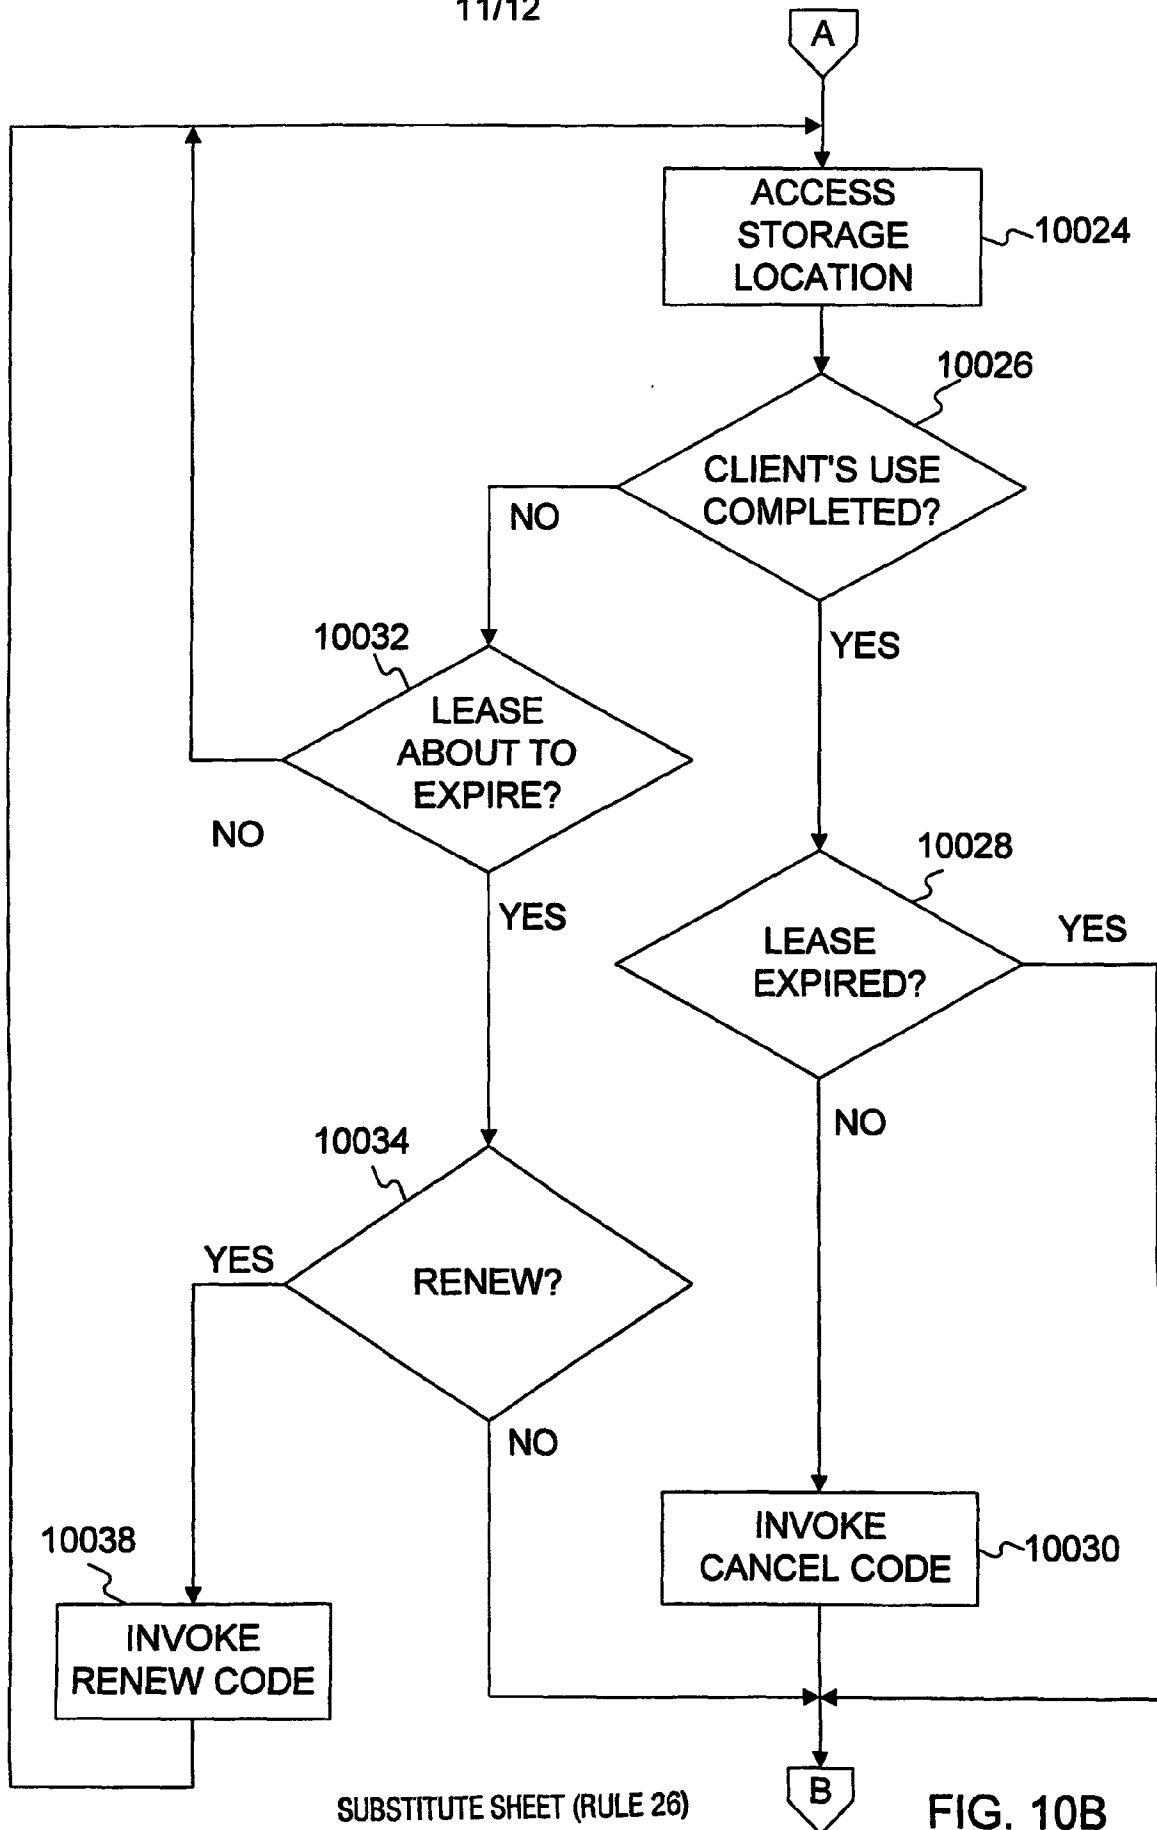 11/12
A
ACCESS
STORAGE
LOCATION
10024
10026
CLIENT'S USE
COMPLETED?
NO
YES
10032
LEASE
ABOUT TO
EXPIRE?
NO
YES
10028
LEASE
EXPIRED?
YES
NO
10034
RENEW?
YES
NO
10038
INVOKE
RENEW CODE
INVOKE
CANCEL CODE
10030
B
SUBSTITUTE SHEET (RULE 26)
FIG. 10B